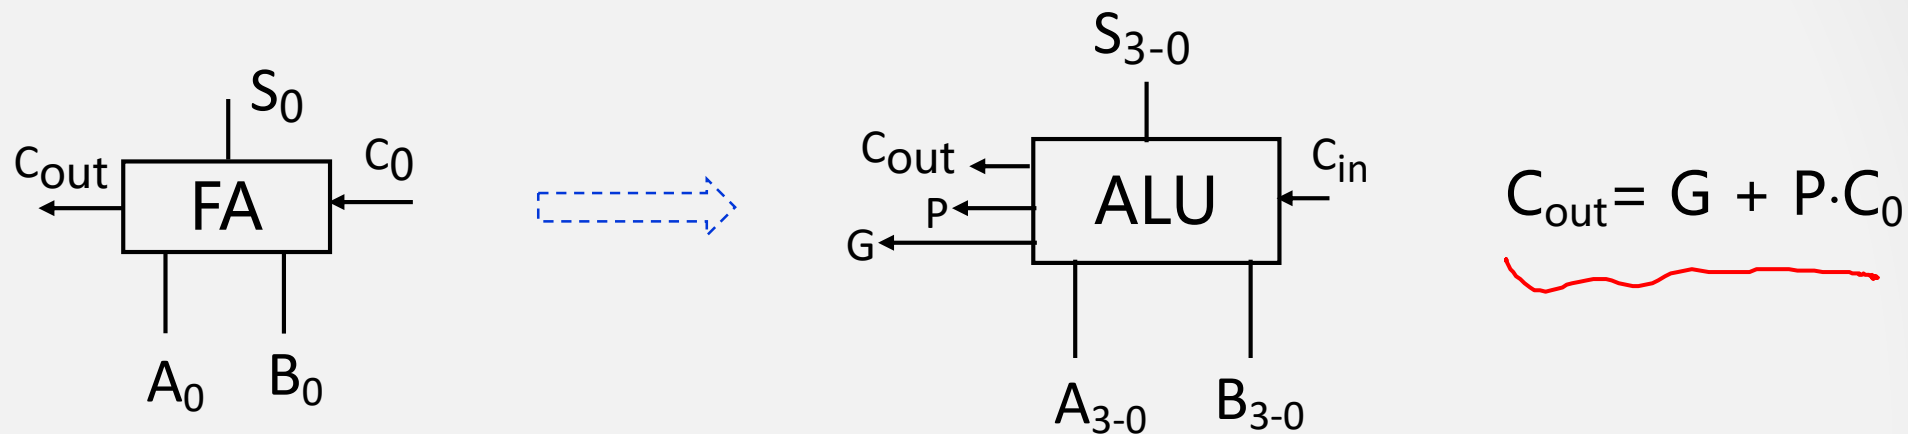 S0
Cout
FA
C0
A0
B0
S3-0
Cout
P
G
ALU
Cin
A3-0
B3-0
Cout= G + P·C0